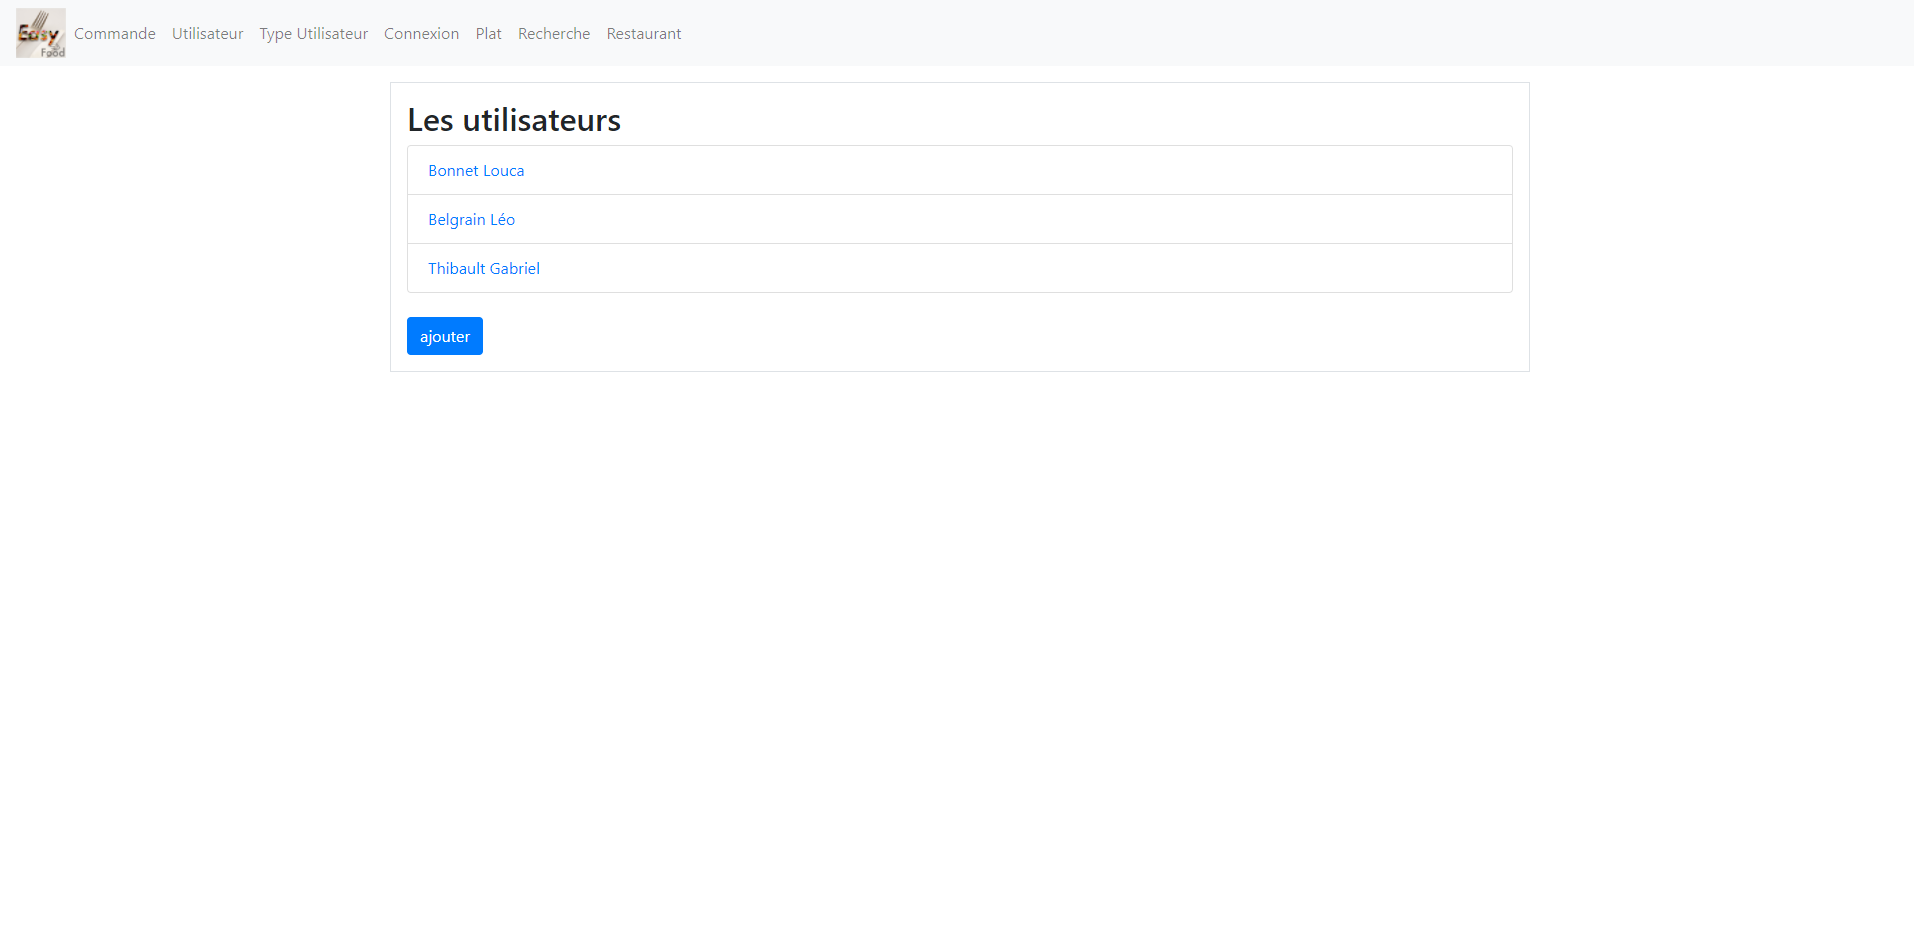 Easy
Food
Commande Utilisateur Type Utilisateur Connexion Plat Recherche Restaurant
Les utilisateurs
Bonnet Louca
Belgrain Léo
Thibault Gabriel
ajouter